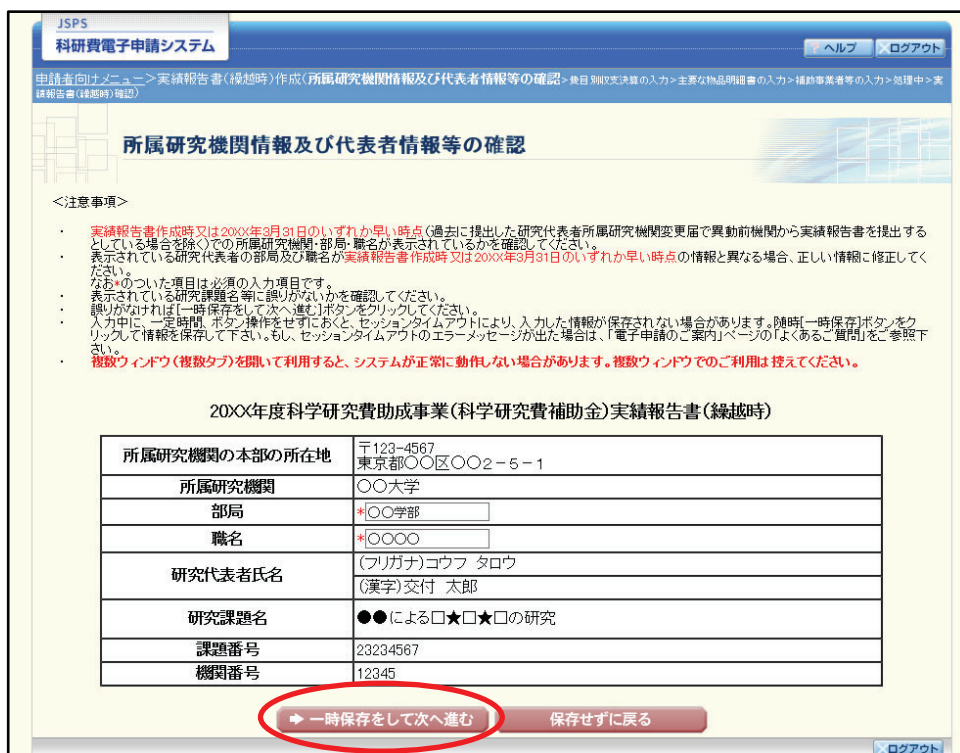 JSPS
科研費電子申請システム
? ヘルプ
×ログアウト
申請者向けメニュー>実績報告書(繰越時)作成(所属研究機関情報及び代表者情報等の確認>費目別収支決算の入力>主要な物品明細書の入力>補助事業者等の入力>処理中>実
績報告書(繰越時)確認)
所属研究機関情報及び代表者情報等の確認
<注意事項>
・ 実績報告書作成時又は20XX年3月31日のいずれか早い時点(過去に提出した研究代表者所属研究機関変更届で異動前機関から実績報告書を提出する
としている場合を除く)での所属研究機関・部局・職名が表示されているかを確認してください。
・ 表示されている研究代表者の部局及び職名が実績報告書作成時又は20XX年3月31日のいずれか早い時点の情報と異なる場合、正しい情報に修正してく
ださい。
なお*のついた項目は必須の入力項目です。
・ 表示されている研究課題名等に誤りがないかを確認してください。
・ 誤りがなければ[一時保存をして次へ進む]ボタンをクリックしてください。
・ 入力中に、一定時間、ボタン操作をせずにおくと、セッションタイムアウトにより、入力した情報が保存されない場合があります。随時[一時保存]ボタンをク
リックして情報を保存して下さい。もし、セッションタイムアウトのエラーメッセージが出た場合は、「電子申請のご案内」ページの「よくあるご質問」をご参照下
さい。
・ 複数ウィンドウ(複数タブ)を開いて利用すると、システムが正常に動作しない場合があります。複数ウィンドウでのご利用は控えてください。
20XX年度科学研究費助成事業(科学研究費補助金)実績報告書(繰越時)
所属研究機関の本部の所在地 〒123-4567
東京都〇〇区〇〇2-5-1
所属研究機関 〇〇大学
部局 *〇〇学部
職名 *〇〇〇〇
研究代表者氏名 (フリガナ)コウフ タロウ
(漢字)交付 太郎
研究課題名 ●●による□★□★□の研究
課題番号 23234567
機関番号 12345
➡ 一時保存をして次へ進む
保存せずに戻る
×ログアウト